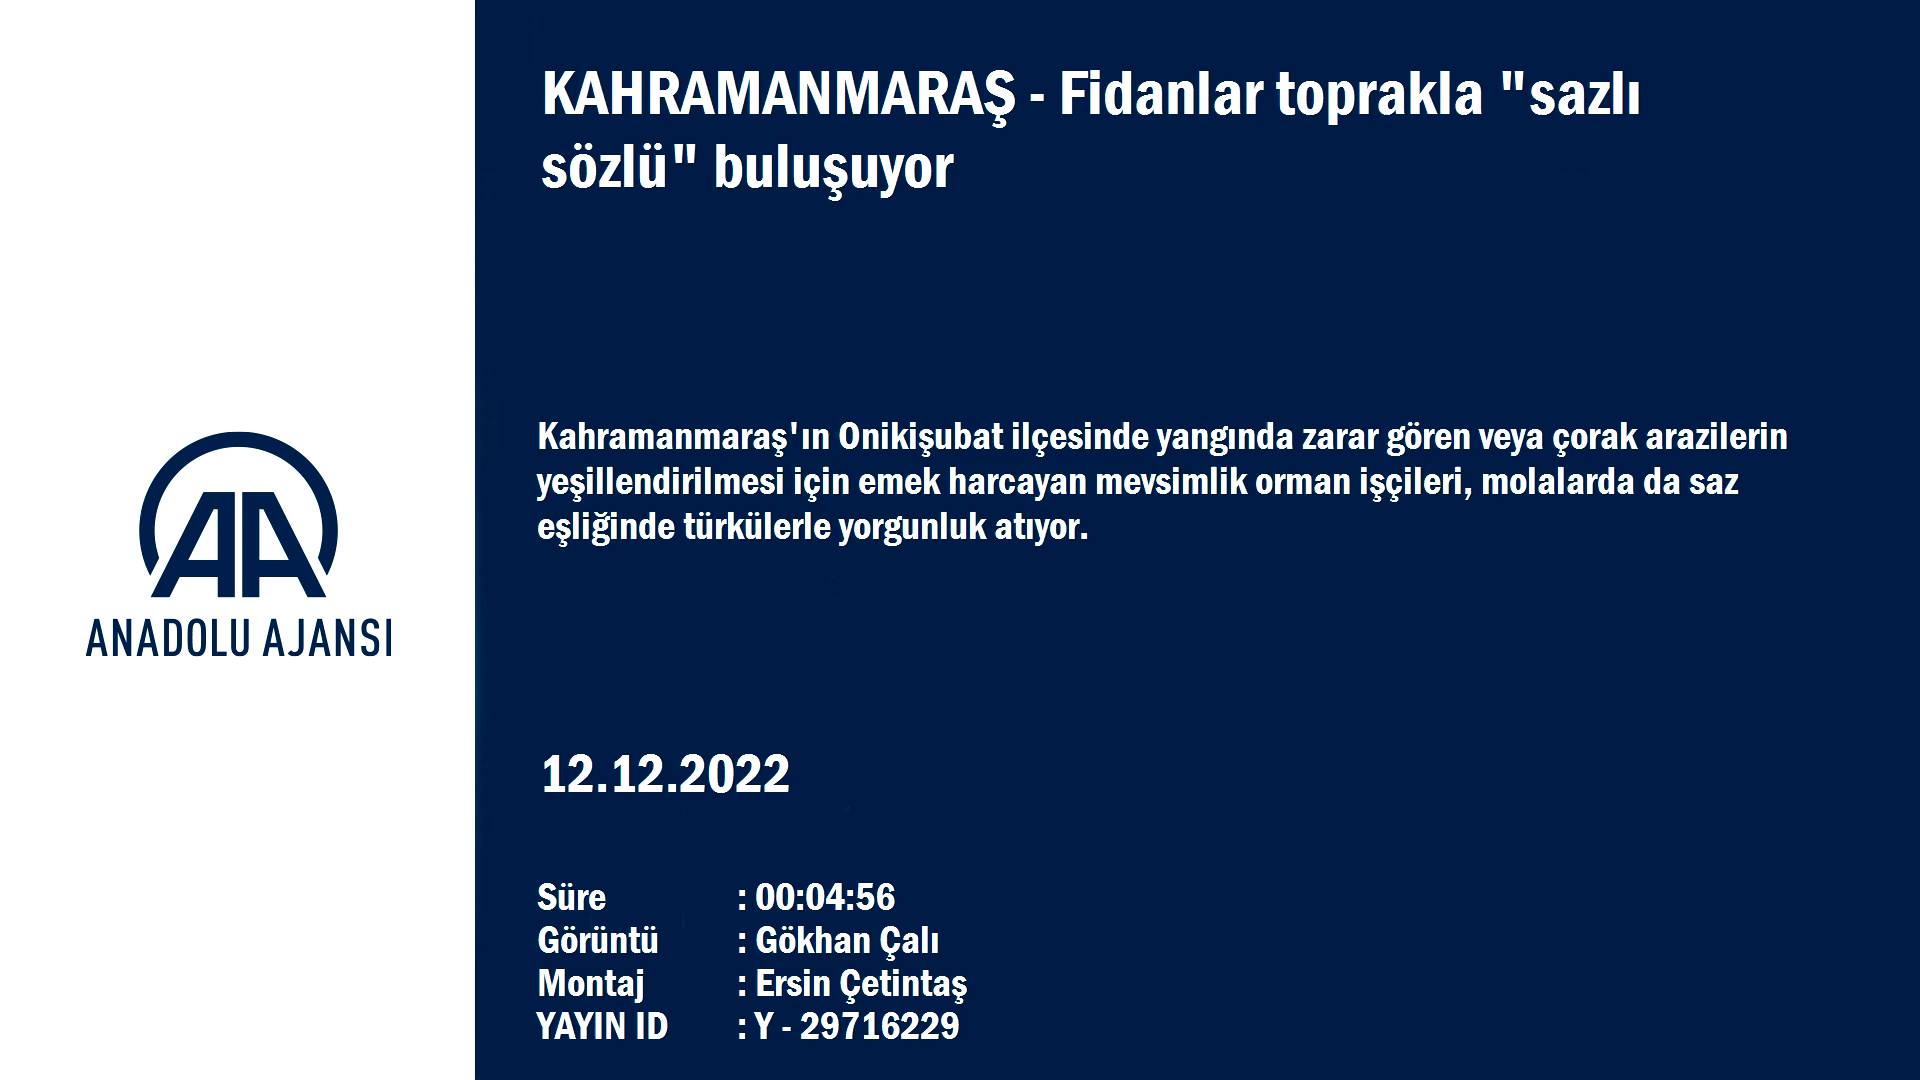 KAHRAMANMARAŞ - Fidanlar toprakla "sazlı
sözlü" buluşuyor
Kahramanmaraş'ın Onikişubat ilçesinde yangında zarar gören veya çorak arazilerin
yeşillendirilmesi için emek harcayan mevsimlik orman işçileri, molalarda da saz
eşliğinde türkülerle yorgunluk atıyor.
AA
ANADOLU AJANSI
12.12.2022
Süre : 00:04:56
Görüntü : Gökhan Çalı
Montaj : Ersin Çetintaş
YAYIN ID : Y - 29716229